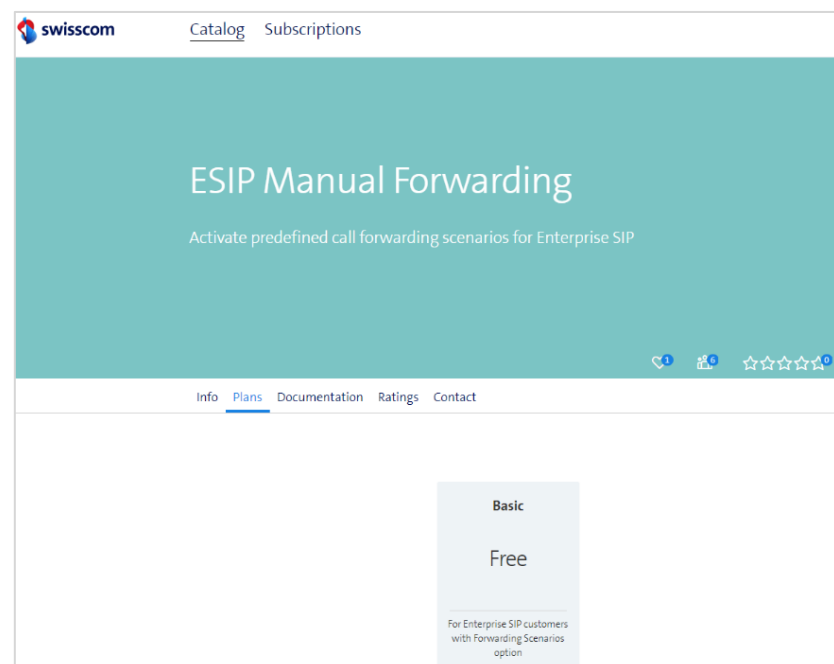 swisscom Catalog Subscriptions
ESIP Manual Forwarding
Activate predefined call forwarding scenarios for Enterprise SIP
1 6 0
Info Plans Documentation Ratings Contact
Basic
Free
For Enterprise SIP customers
with Forwarding Scenarios
option